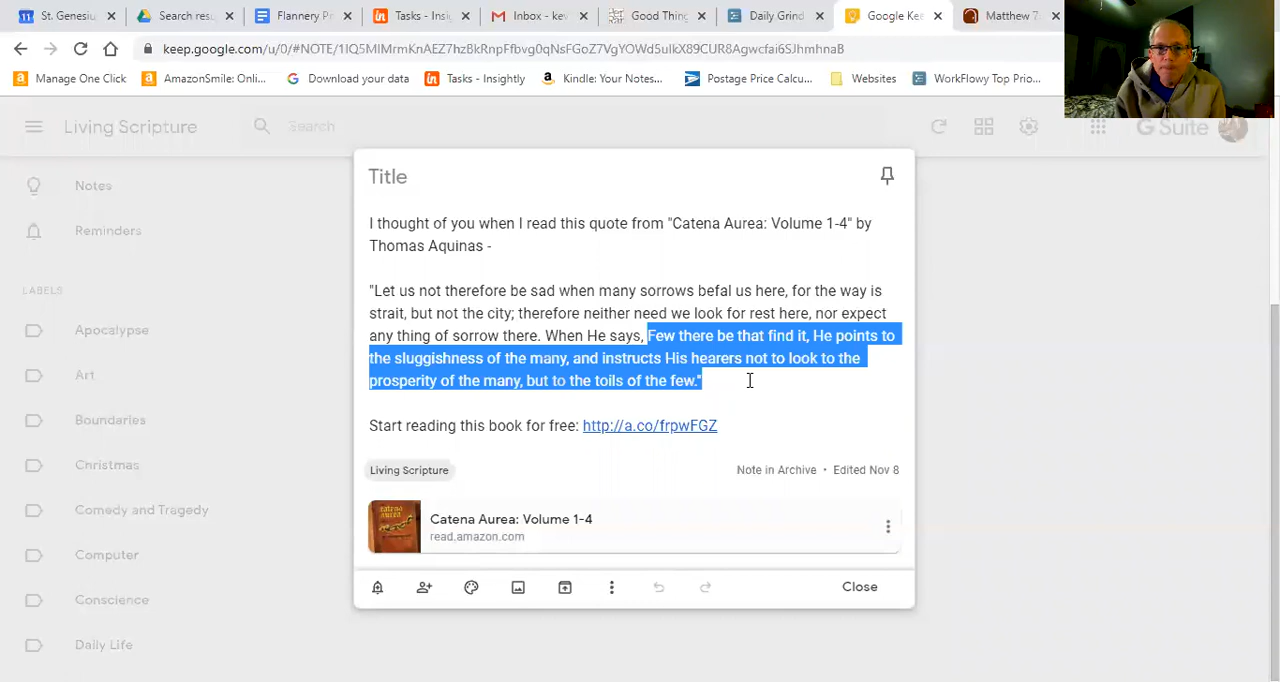 St. Genesiu
Search resu
Flannery P
Tasks - Insig
Inbox - kev
Good Thing
Daily Grind
Google Kee
Matthew 7:
keep.google.com/u/0/#NOTE/
Manage One Click
AmazonSmile: Onli...
Download your data
Tasks - Insightly
Kindle: Your Notes...
Postage Price Calcu...
Websites
WorkFlowy Top Prio...
Living Scripture
Search
G Suite
Notes
Reminders
LABELS
Apocalypse
Art
Boundaries
Christmas
Comedy and Tragedy
Computer
Conscience
Daily Life
Title
I thought of you when I read this quote from "Catena Aurea: Volume 1-4" by
Thomas Aquinas -
"Let us not therefore be sad when many sorrows befal us here, for the way is
strait, but not the city; therefore neither need we look for rest here, nor expect
any thing of sorrow there. When He says, Few there be that find it, He points to
the sluggishness of the many, and instructs His hearers not to look to the
prosperity of the many, but to the toils of the few."
Start reading this book for free: http://a.co/frpwFGZ
Living Scripture
Note in Archive • Edited Nov 8
catena
aurea
Catena Aurea: Volume 1-4
read.amazon.com
Close